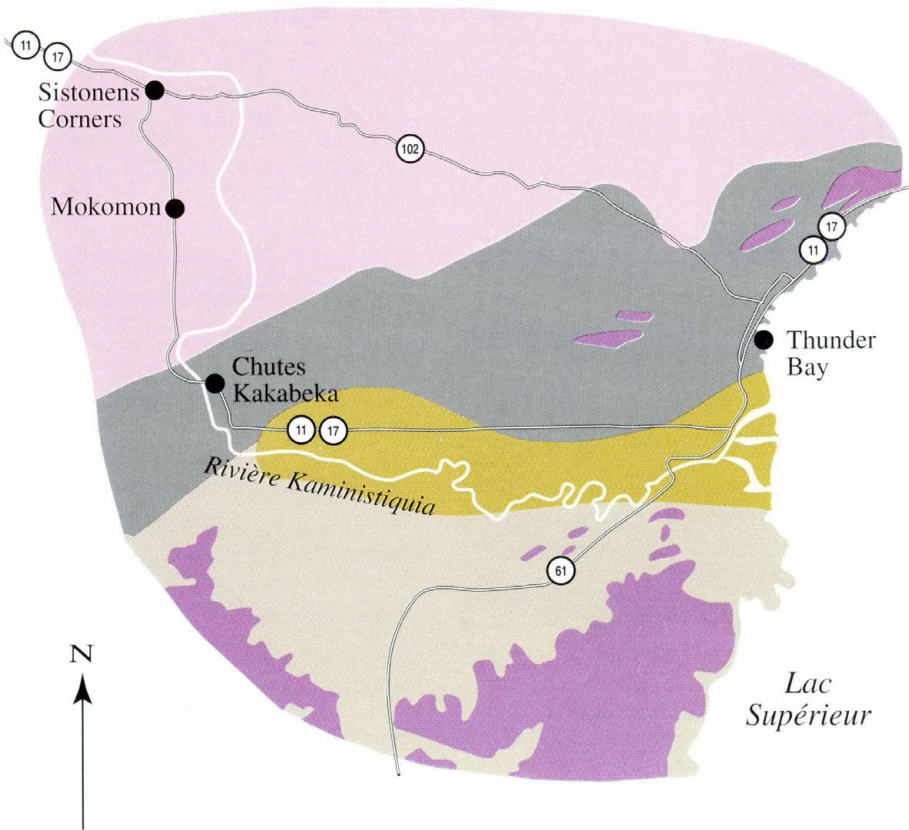 11
17
Sistonens
Corners
102
Mokomon
17
11
Thunder
Bay
Chutes
Kakabeka
11 17
Rivière Kaministiquia
61
N
Lac
Supérieur